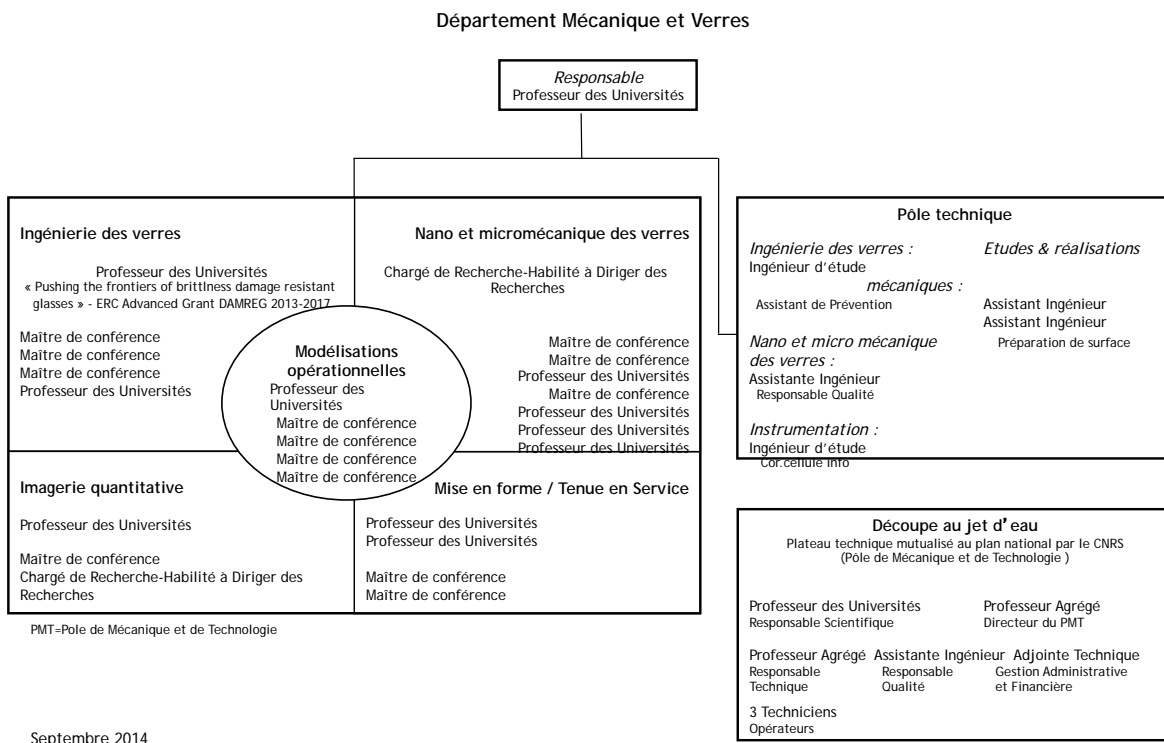 Département Mécanique et Verres
Responsable
Professeur des Universités
Ingénierie des verres
Professeur des Universités
« Pushing the frontiers of brittlness damage resistant
glasses » - ERC Advanced Grant DAMREG 2013-2017
Maître de conférence
Maître de conférence
Maître de conférence
Professeur des Universités
Nano et micromécanique des verres
Chargé de Recherche-Habilité à Diriger des
Recherches
Maître de conférence
Maître de conférence
Professeur des Universités
Maître de conférence
Professeur des Universités
Professeur des Universités
Professeur des Universités
Modélisations
opérationnelles
Professeur des
Universités
Maître de conférence
Maître de conférence
Maître de conférence
Maître de conférence
Imagerie quantitative
Professeur des Universités
Maître de conférence
Chargé de Recherche-Habilité à Diriger des
Recherches
Mise en forme / Tenue en Service
Professeur des Universités
Professeur des Universités
Maître de conférence
Maître de conférence
PMT=Pole de Mécanique et de Technologie
Pôle technique
Ingénierie des verres : Etudes & réalisations
Ingénieur d'étude
mécaniques :
Assistant de Prévention Assistant Ingénieur
Assistant Ingénieur
Nano et micro mécanique Préparation de surface
des verres :
Assistante Ingénieur
Responsable Qualité
Instrumentation :
Ingénieur d'étude
Cor.cellule info
Découpe au jet d'eau
Plateau technique mutualisé au plan national par le CNRS
(Pôle de Mécanique et de Technologie )
Professeur des Universités Professeur Agrégé
Responsable Scientifique Directeur du PMT
Professeur Agrégé Assistante Ingénieur Adjointe Technique
Responsable Responsable Gestion Administrative
Technique Qualité et Financière
3 Techniciens
Opérateurs
Septembre 2014